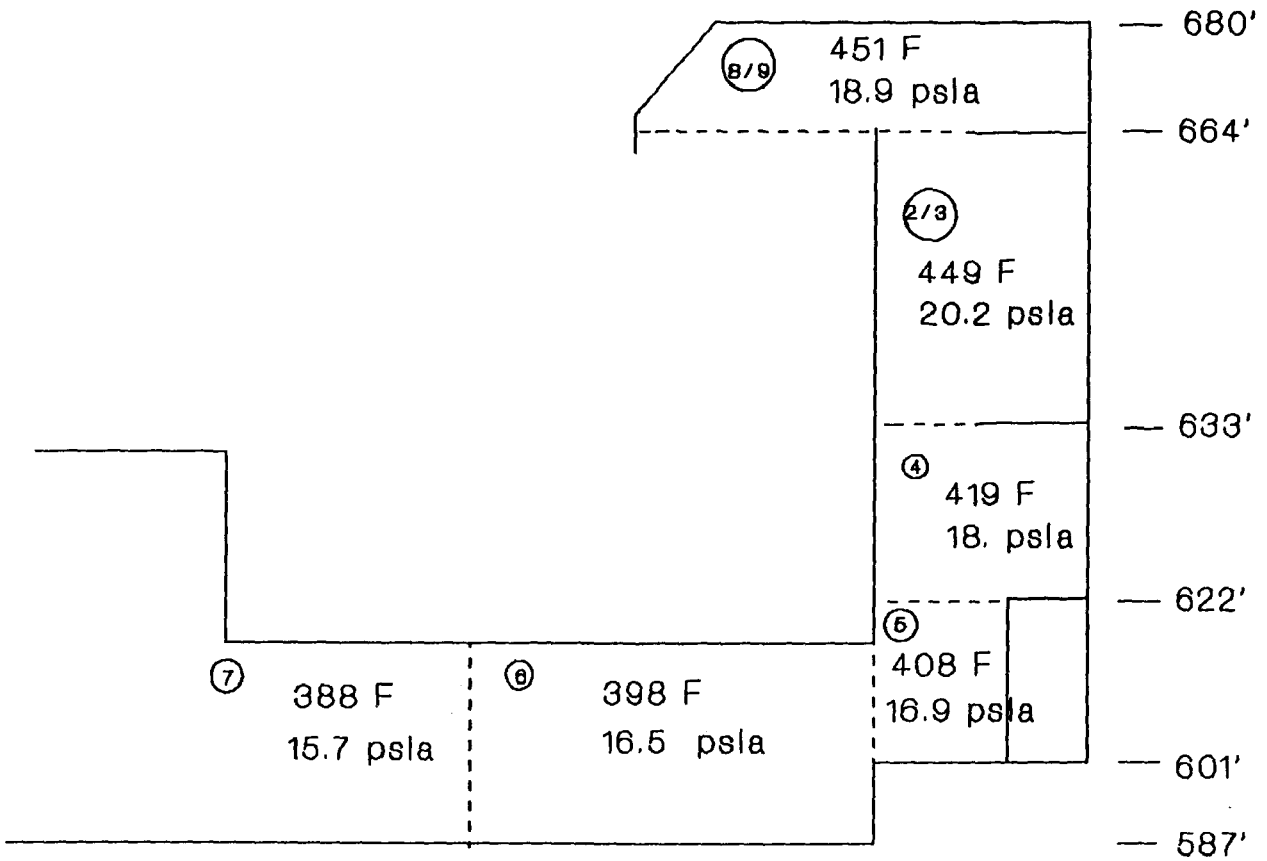 680'
8/9
451 F
18.9 psia
664'
2/3
449 F
20.2 psia
633'
4
419 F
18. psia
622'
5
408 F
16.9 psia
7
388 F
15.7 psia
6
398 F
16.5 psia
601'
587'